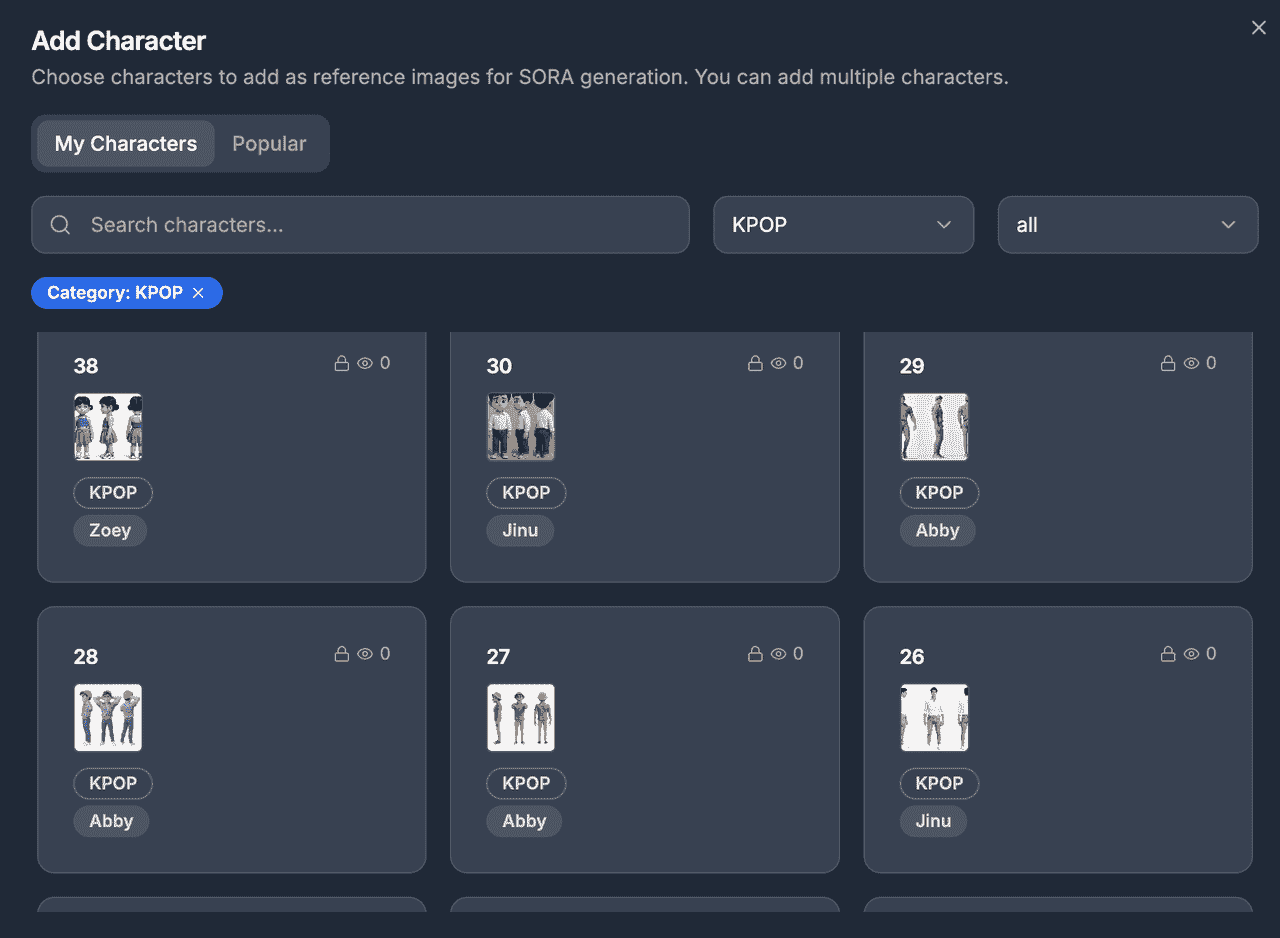 Add Character
Choose characters to add as reference images for SORA generation. You can add multiple characters.
My Characters Popular
Search characters... KPOP all
Category: KPOP
38 0 30 0 29 0
KPOP KPOP KPOP
Zoey Jinu Abby
28 0 27 0 26 0
KPOP KPOP KPOP
Abby Abby Jinu